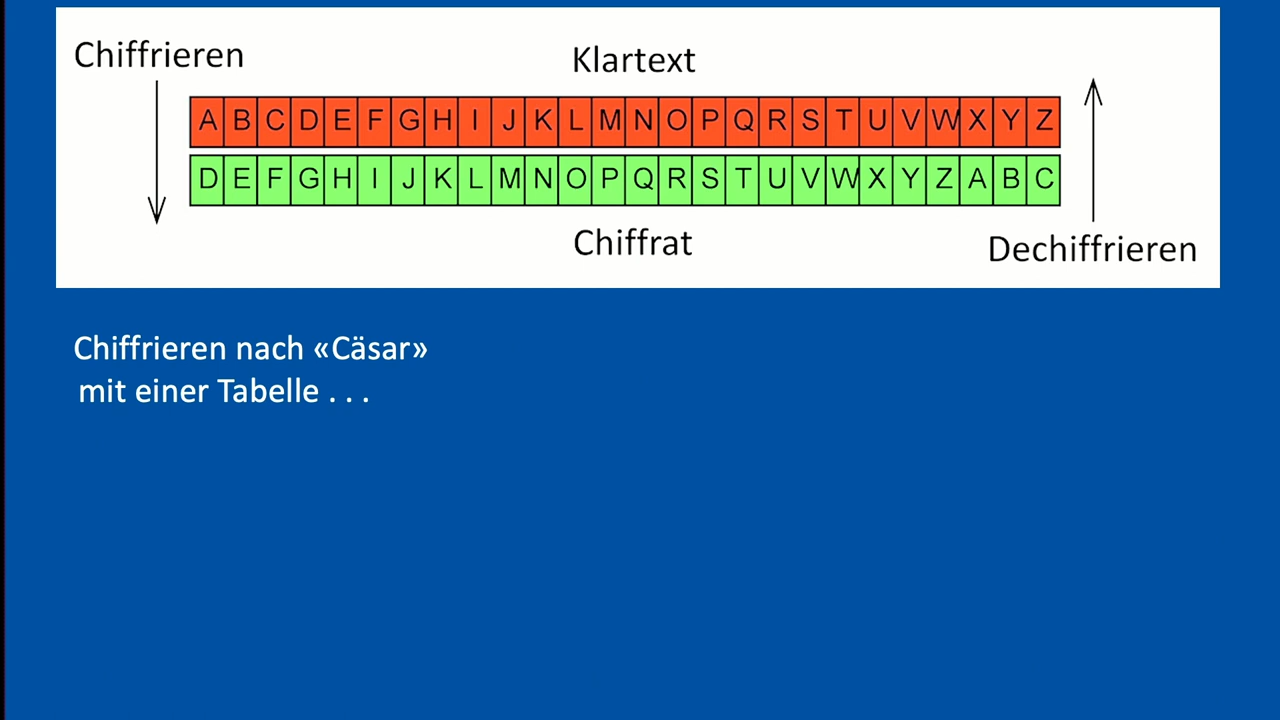 Chiffrieren
Klartext
A B C D E F G H I J K L M N O P Q R S T U V W X Y Z
D E F G H I J K L M N O P Q R S T U V W X Y Z A B C
Chiffrat
Dechiffrieren
Chiffrieren nach «Cäsar»
mit einer Tabelle . . .